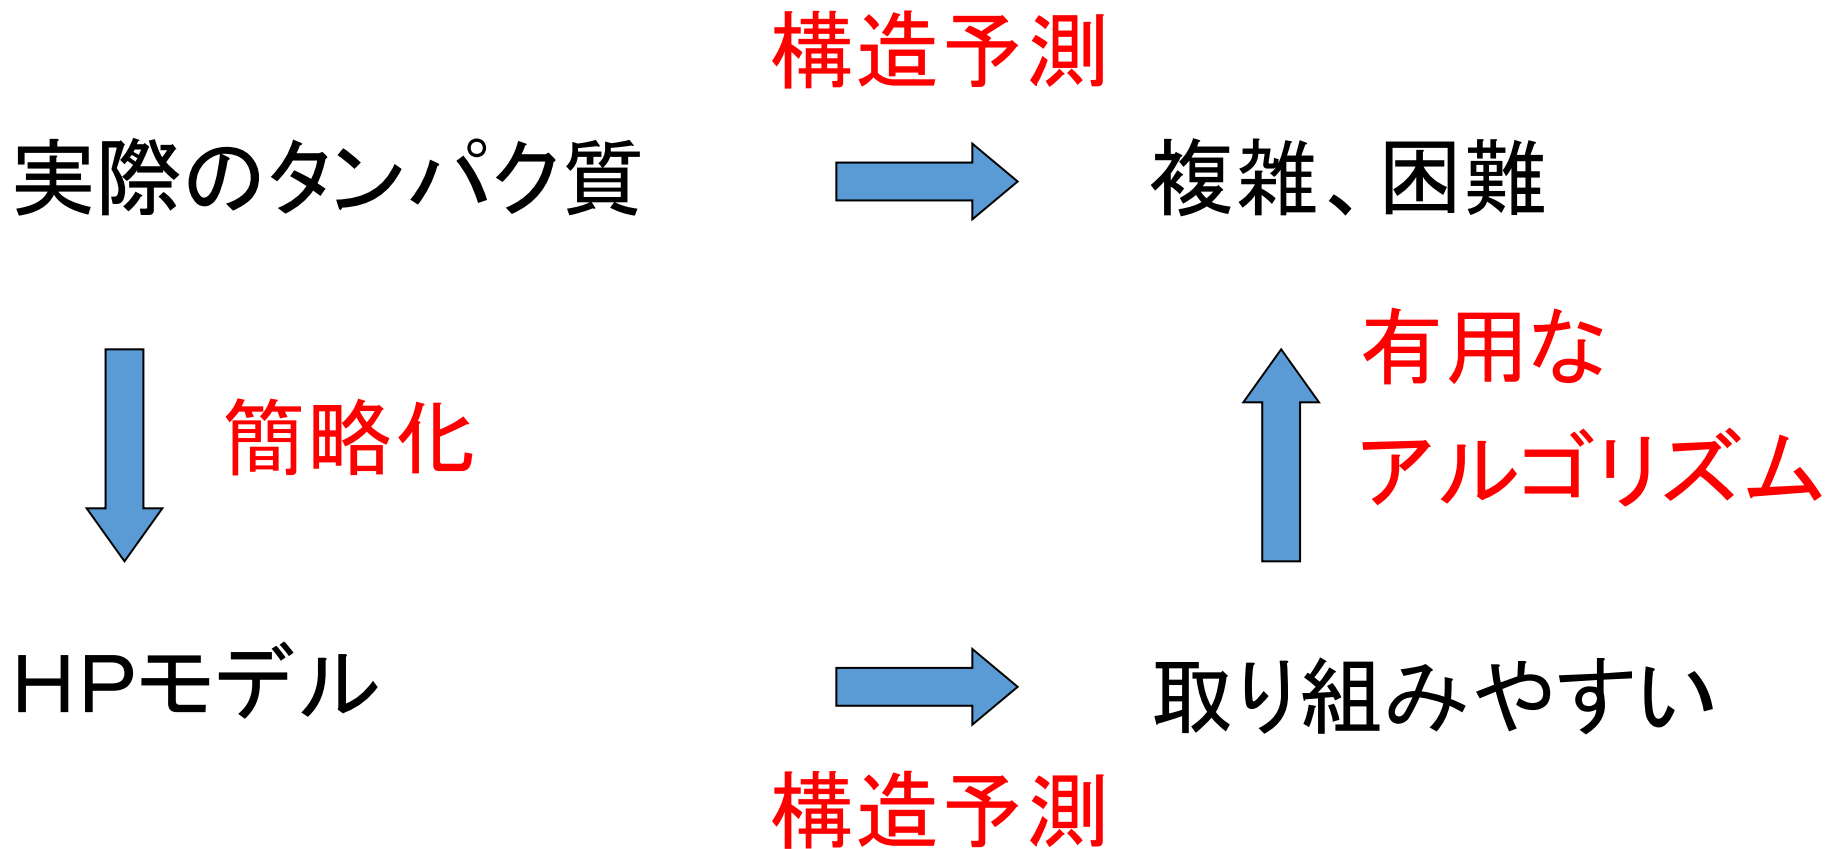 構造予測
実際のタンパク質
複雑、困難
簡略化
有用な
アルゴリズム
HPモデル
取り組みやすい
構造予測